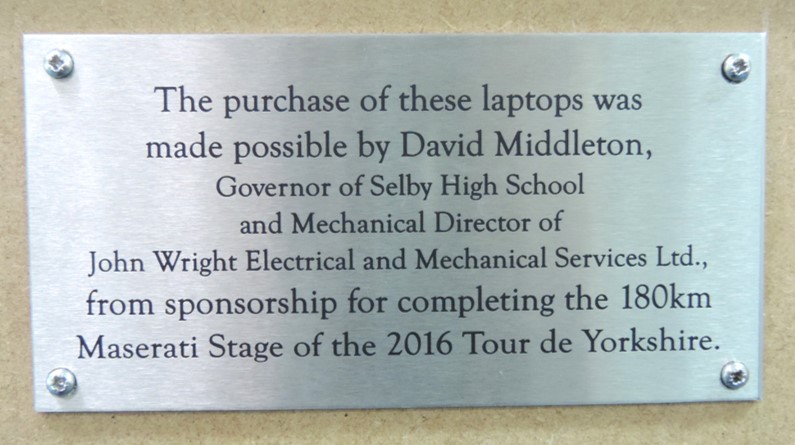 The purchase of these laptops was
made possible by David Middleton,
Governor of Selby High School
and Mechanical Director of
John Wright Electrical and Mechanical Services Ltd.,
from sponsorship for completing the 180km
Maserati Stage of the 2016 Tour de Yorkshire.